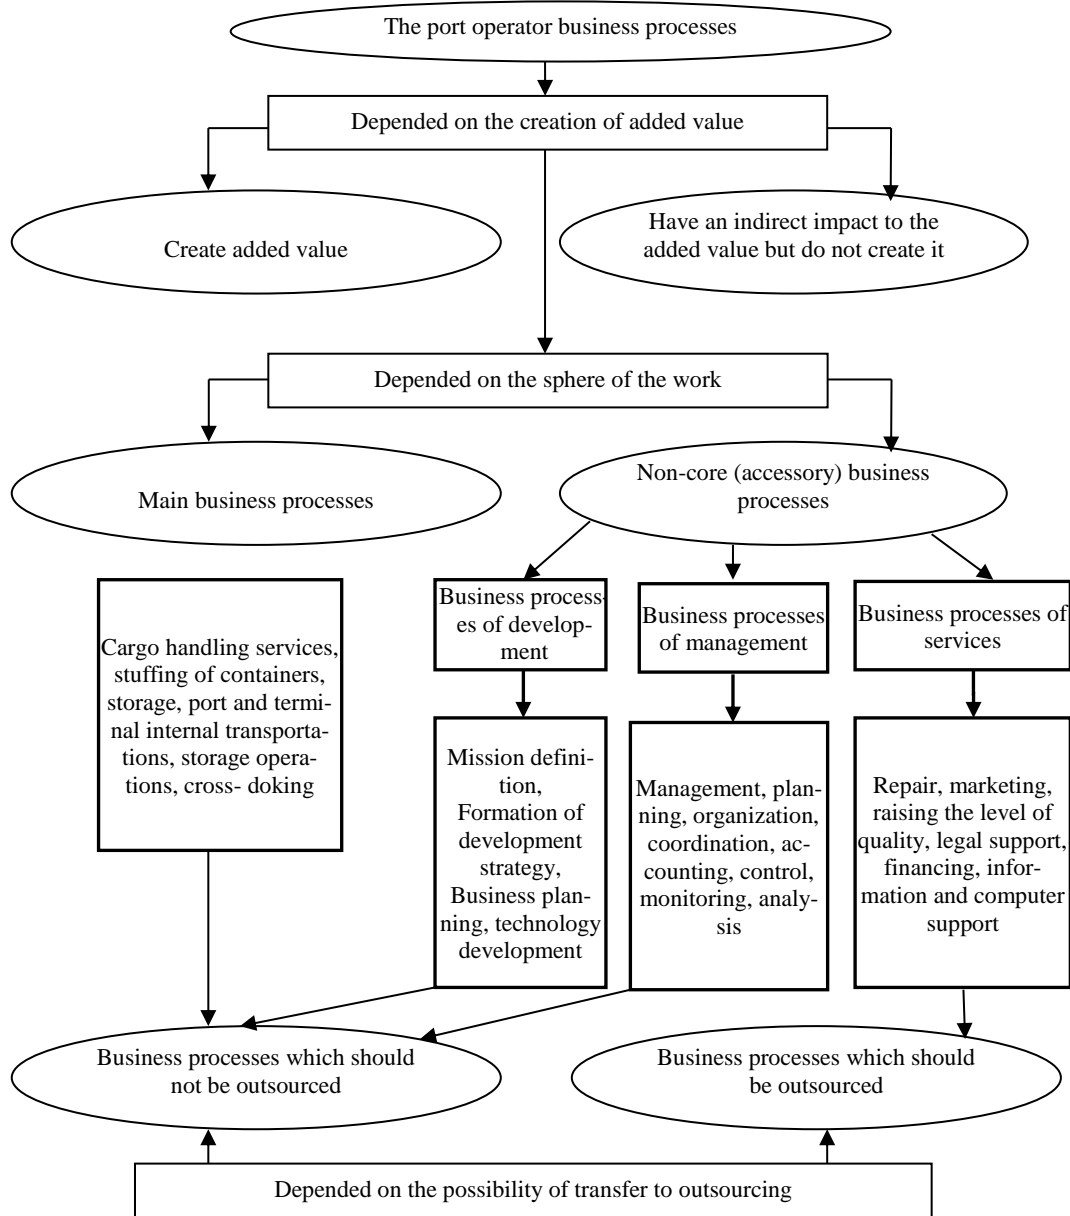 The port operator business processes
Depended on the creation of added value
Create added value
Have an indirect impact to the
added value but do not create it
Depended on the sphere of the work
Main business processes
Non-core (accessory) business
processes
Cargo handling services,
stuffing of containers,
storage, port and termi-
nal internal transporta-
tions, storage opera-
tions, cross- doking
Business process-
es of develop-
ment
Business processes
of management
Business processes of
services
Mission defini-
tion,
Formation of
development
strategy,
Business plan-
ning, technology
development
Management, plan-
ning, organization,
coordination, ac-
counting, control,
monitoring, analy-
sis
Repair, marketing,
raising the level of
quality, legal support,
financing, infor-
mation and computer
support
Business processes which should
not be outsourced
Business processes which should
be outsourced
Depended on the possibility of transfer to outsourcing